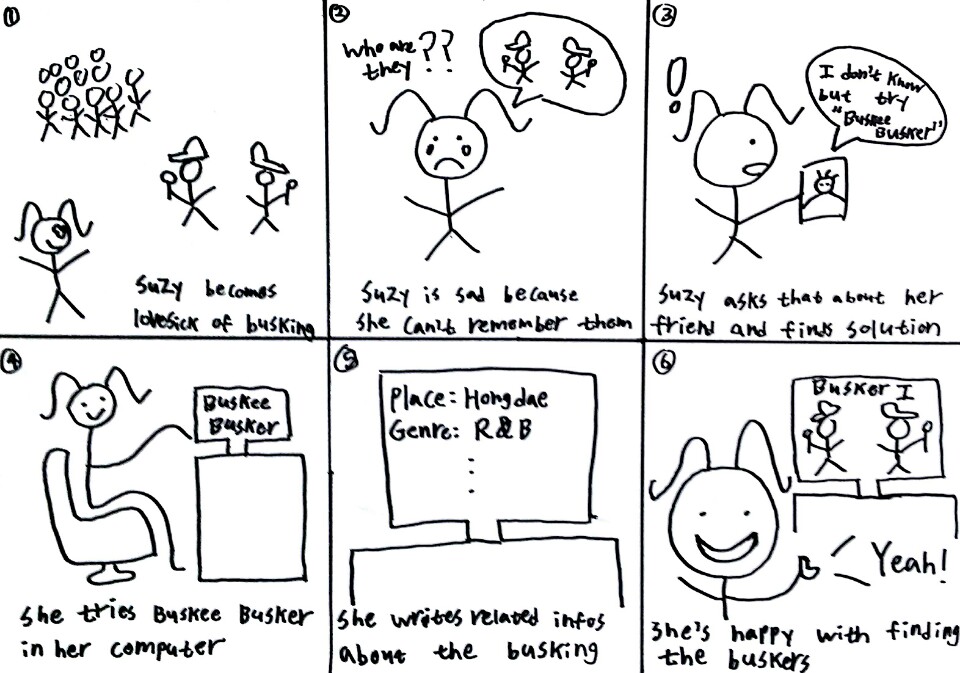 ①
Suzy becomes
lovesick of busking
②
who are
they??
Suzy is sad because
she can't remember them
③
!
I don't know
but try
"Buskee
Busker"
Suzy asks that about her
friend and finds solution
④
Buskee
Busker
She tries Buskee Busker
in her computer
⑤
Place: Hongdae
Genre: R&B
She writes related infos
about the busking
⑥
Busker I
Yeah!
She's happy with finding
the buskers